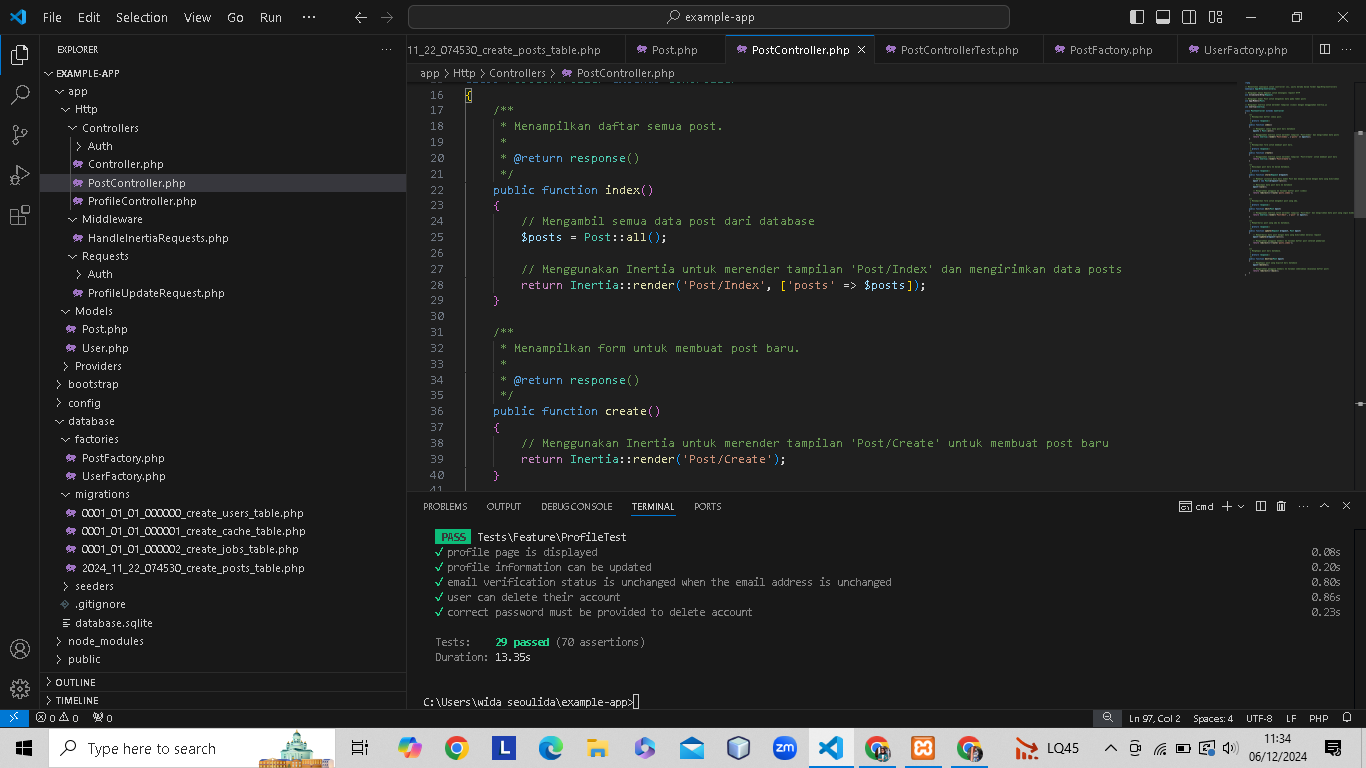 File Edit Selection View Go Run ···
example-app
EXPLORER
EXAMPLE-APP
app
Http
Controllers
Auth
Controller.php
PostController.php
ProfileController.php
Middleware
HandleInertiaRequests.php
Requests
Auth
ProfileUpdateRequest.php
Models
Post.php
User.php
Providers
bootstrap
config
database
factories
PostFactory.php
UserFactory.php
migrations
0001_01_01_000000_create_users_table.php
0001_01_01_000001_create_cache_table.php
0001_01_01_000002_create_jobs_table.php
2024_11_22_074530_create_posts_table.php
seeders
.gitignore
database.sqlite
node_modules
public
OUTLINE
TIMELINE
11_22_074530_create_posts_table.php Post.php PostController.php PostControllerTest.php PostFactory.php UserFactory.php
app > Http > Controllers > PostController.php
16 {
17 /**
18 * Menampilkan daftar semua post.
19 *
20 * @return response()
21 */
22 public function index()
23 {
24 // Mengambil semua data post dari database
25 $posts = Post::all();
26
27 // Menggunakan Inertia untuk merender tampilan 'Post/Index' dan mengirimkan data posts
28 return Inertia::render('Post/Index', ['posts' => $posts]);
29 }
30
31 /**
32 * Menampilkan form untuk membuat post baru.
33 *
34 * @return response()
35 */
36 public function create()
37 {
38 // Menggunakan Inertia untuk merender tampilan 'Post/Create' untuk membuat post baru
39 return Inertia::render('Post/Create');
40 }
41
PROBLEMS OUTPUT DEBUG CONSOLE TERMINAL PORTS
cmd
PASS Tests\Feature\ProfileTest
✓ profile page is displayed 0.08s
✓ profile information can be updated 0.20s
✓ email verification status is unchanged when the email address is unchanged 0.80s
✓ user can delete their account 0.86s
✓ correct password must be provided to delete account 0.23s
Tests: 29 passed (70 assertions)
Duration: 13.35s
C:\Users\wida seoulida\example-app>
0 0 0 Ln 97, Col 2 Spaces: 4 UTF-8 LF PHP
Type here to search
L
zm
LQ45
11:34
06/12/2024